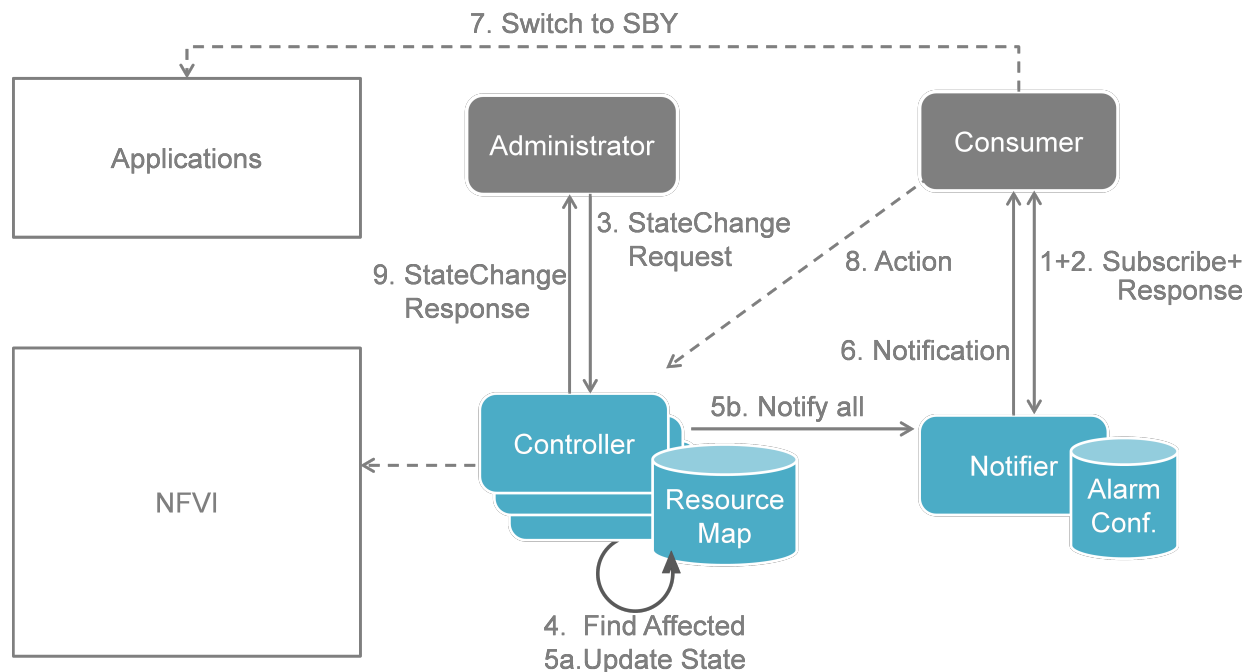 7. Switch to SBY
Applications
Administrator
Consumer
3. StateChange
Request
9. StateChange
Response
8. Action
1+2. Subscribe+
Response
6. Notification
5b. Notify all
Controller
Notifier
NFVI
Resource
Map
Alarm
Conf.
4. Find Affected
5a.Update State